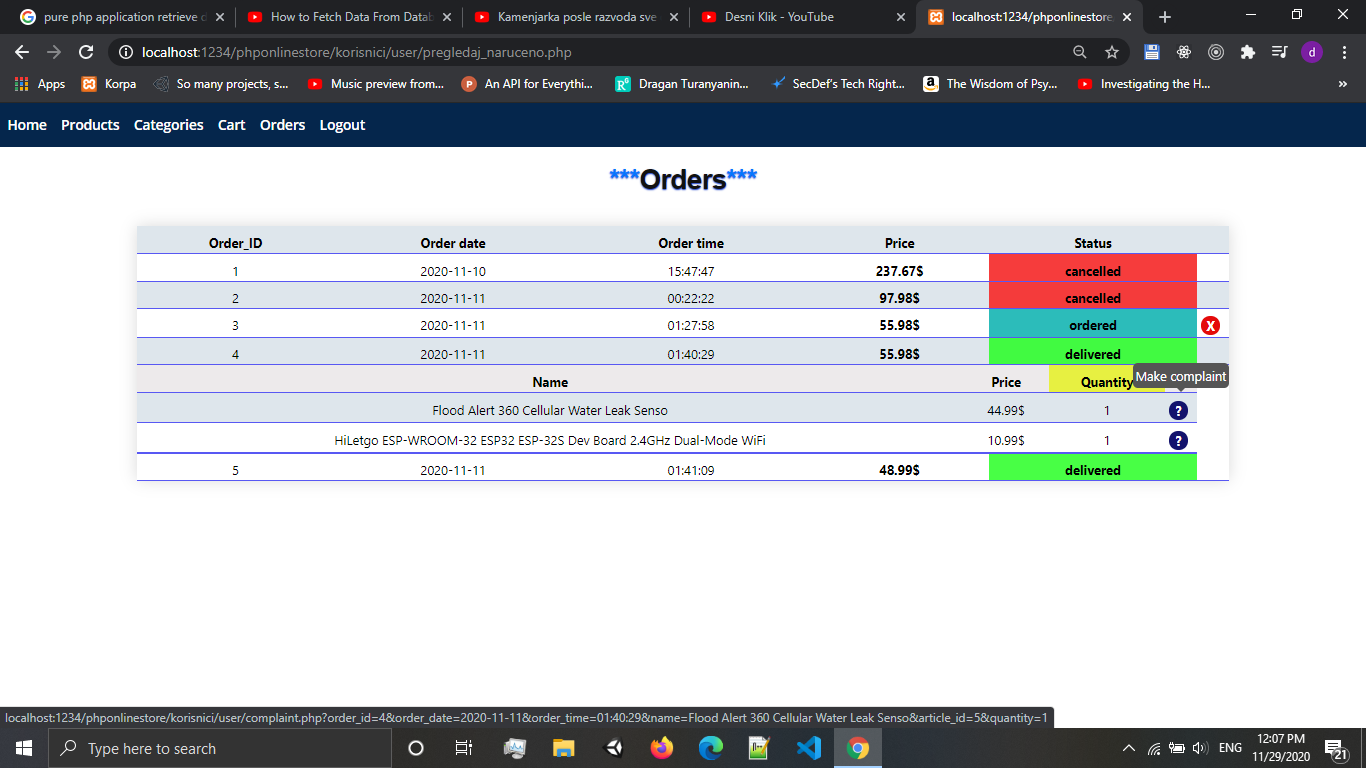 pure php application retrieve d
How to Fetch Data From Datab
Kamenjarka posle razvoda sve
Desni Klik - YouTube
localhost:1234/phponlinestore
localhost:1234/phponlinestore/korisnici/user/pregledaj_naruceno.php
d
Apps Korpa So many projects, s... Music preview from... An API for Everythi... Dragan Turanyanin... SecDef's Tech Right... The Wisdom of Psy... Investigating the H... »
Home Products Categories Cart Orders Logout
***Orders***
Order_ID Order date Order time Price Status
1 2020-11-10 15:47:47 237.67$ cancelled
2 2020-11-11 00:22:22 97.98$ cancelled
3 2020-11-11 01:27:58 55.98$ ordered X
4 2020-11-11 01:40:29 55.98$ delivered
Make complaint
Name Price Quantity
Flood Alert 360 Cellular Water Leak Senso 44.99$ 1 ?
HiLetgo ESP-WROOM-32 ESP32 ESP-32S Dev Board 2.4GHz Dual-Mode WiFi 10.99$ 1 ?
5 2020-11-11 01:41:09 48.99$ delivered
localhost:1234/phponlinestore/korisnici/user/complaint.php?order_id=4&order_date=2020-11-11&order_time=01:40:29&name=Flood Alert 360 Cellular Water Leak Senso&article_id=5&quantity=1
Type here to search
ENG
12:07 PM
11/29/2020
21